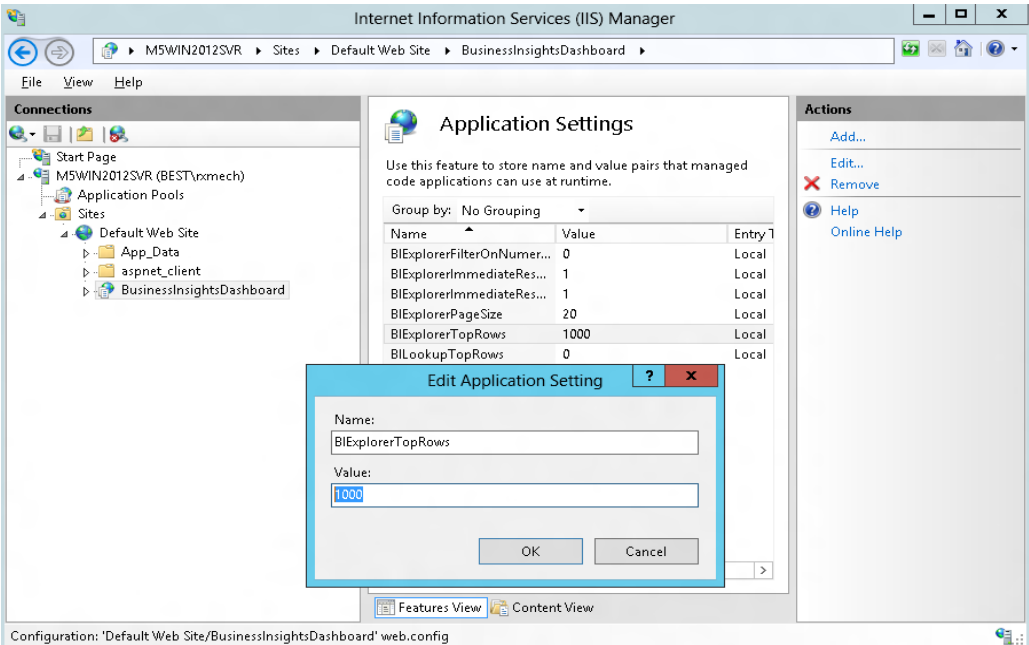 Internet Information Services (IIS) Manager
M5WIN2012SVR Sites Default Web Site BusinessInsightsDashboard
File View Help
Connections
Start Page
M5WIN2012SVR (BEST\rxmech)
Application Pools
Sites
Default Web Site
App_Data
aspnet_client
BusinessInsightsDashboard
Application Settings
Use this feature to store name and value pairs that managed
code applications can use at runtime.
Group by: No Grouping
Name Value Entry T
BIExplorerFilterOnNumer... 0 Local
BIExplorerImmediateRes... 1 Local
BIExplorerImmediateRes... 1 Local
BIExplorerPageSize 20 Local
BIExplorerTopRows 1000 Local
BILookupTopRows 0 Local
Edit Application Setting ? x
Name:
BIExplorerTopRows
Value:
1000
OK Cancel
Features View Content View
Actions
Add...
Edit...
Remove
Help
Online Help
Configuration: 'Default Web Site/BusinessInsightsDashboard' web.config